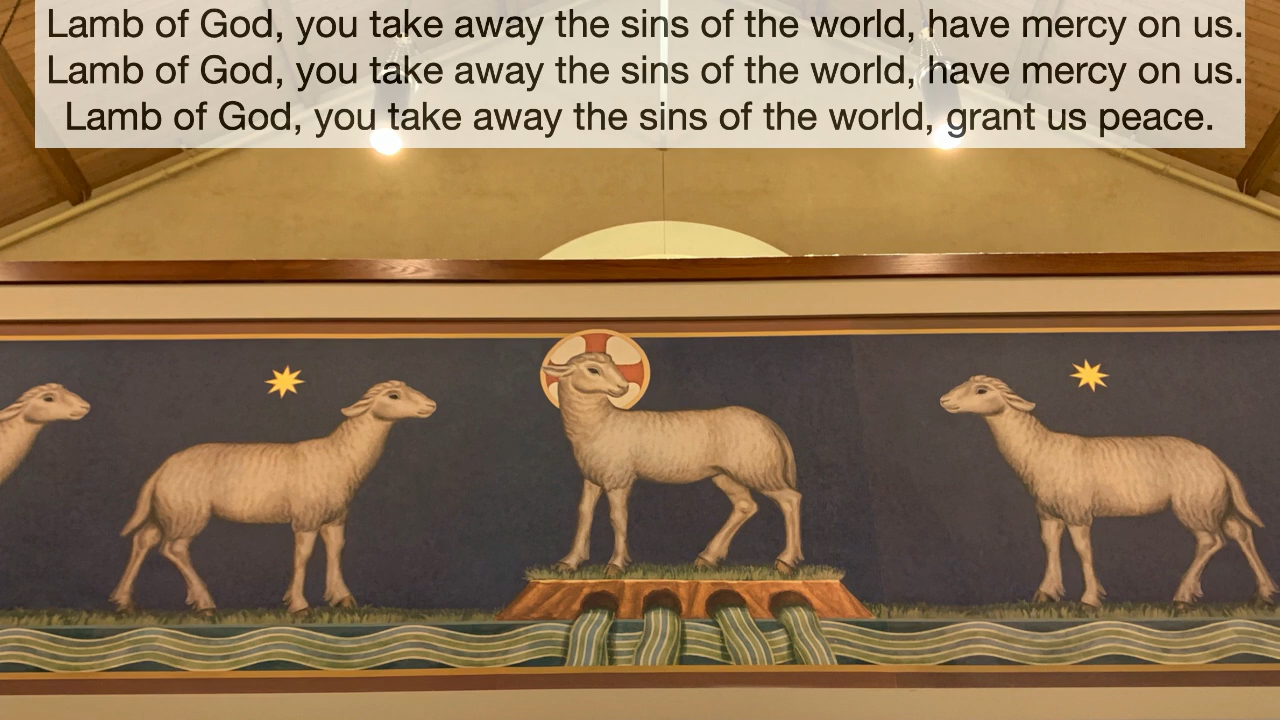 Lamb of God, you take away the sins of the world, have mercy on us.
Lamb of God, you take away the sins of the world, have mercy on us.
Lamb of God, you take away the sins of the world, grant us peace.